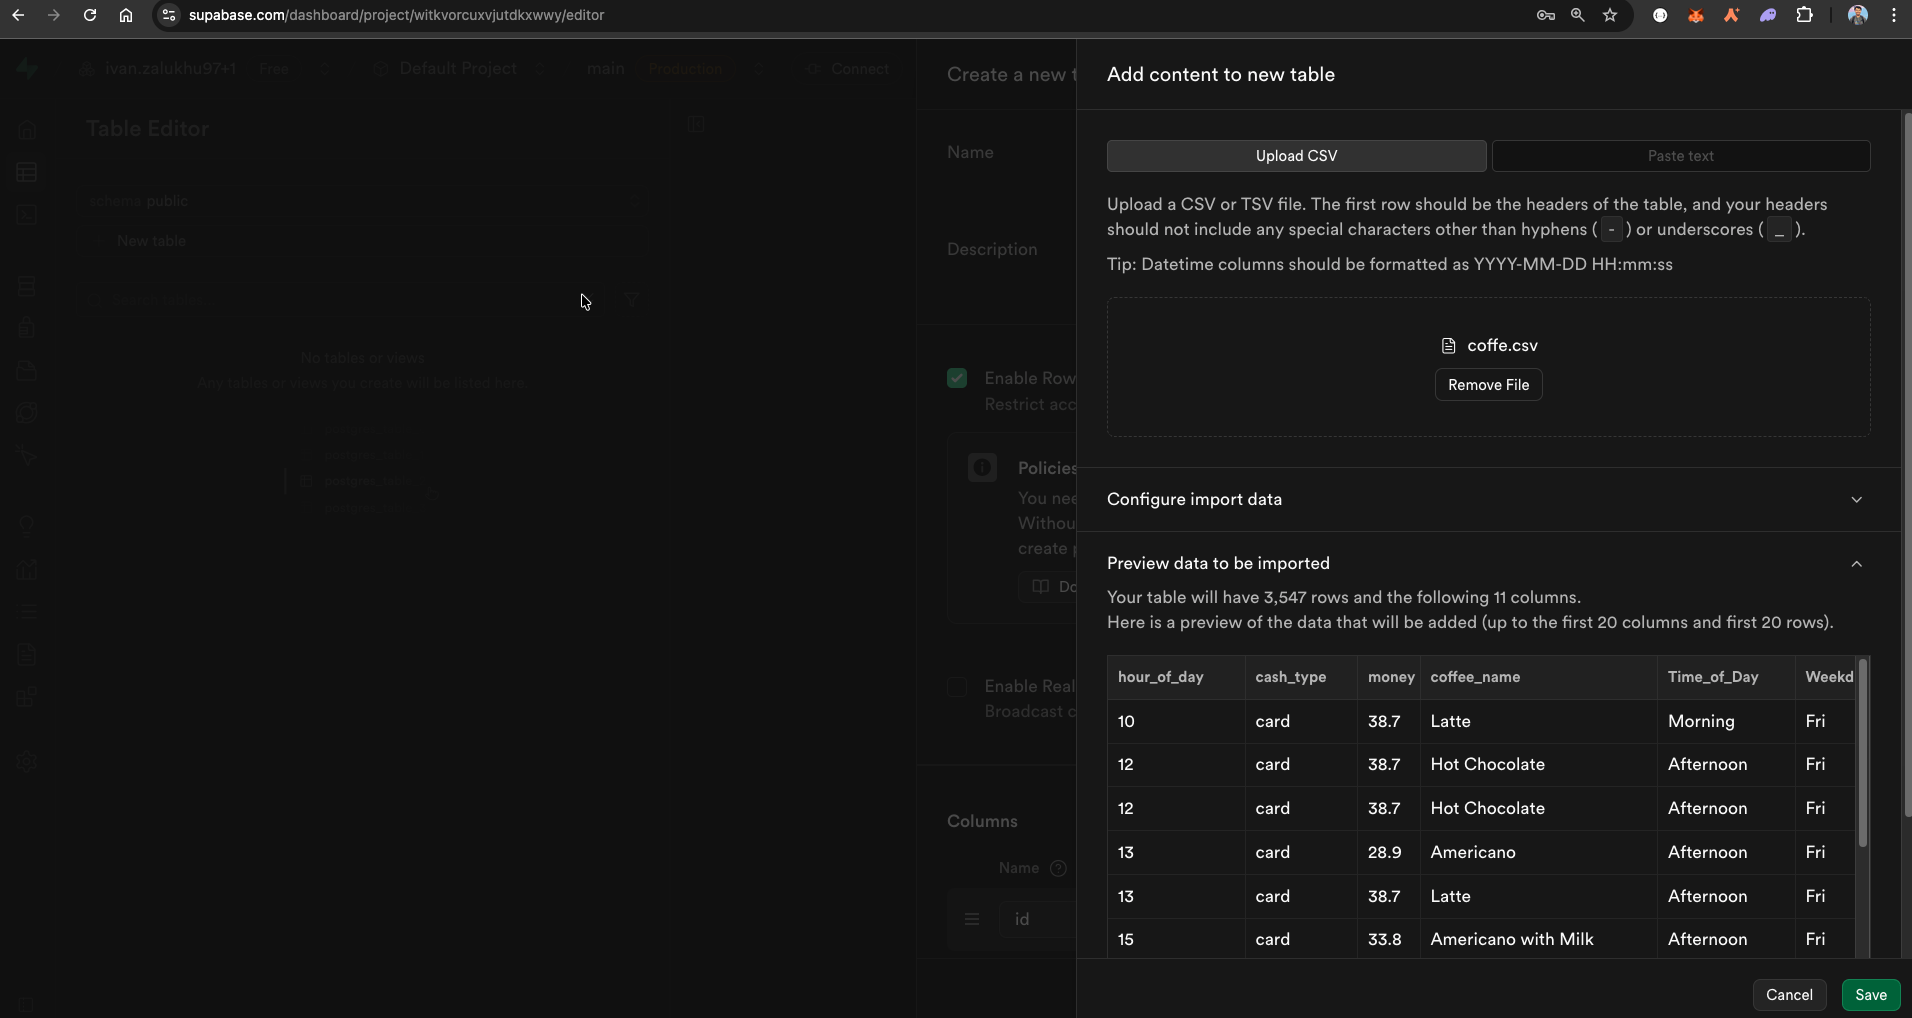 supabase.com/dashboard/project/witkvorcuxvjutdkxwwy/editor
ivan.zalukhu97+1 Free Default Project main Production Connect
Table Editor
schema public
New table
No tables or views
Any tables or views you create will be listed here
Create a new t
Name
Description
Enable Row
Restrict acc
Policies
You nee
Withou
create p
Do
Enable Real
Broadcast c
Columns
Name
id
Add content to new table
Upload CSV
Paste text
Upload a CSV or TSV file. The first row should be the headers of the table, and your headers
should not include any special characters other than hyphens ( - ) or underscores ( _ ).
Tip: Datetime columns should be formatted as YYYY-MM-DD HH:mm:ss
coffe.csv
Remove File
Configure import data
Preview data to be imported
Your table will have 3,547 rows and the following 11 columns.
Here is a preview of the data that will be added (up to the first 20 columns and first 20 rows).
hour_of_day cash_type money coffee_name Time_of_Day Weekd
10 card 38.7 Latte Morning Fri
12 card 38.7 Hot Chocolate Afternoon Fri
12 card 38.7 Hot Chocolate Afternoon Fri
13 card 28.9 Americano Afternoon Fri
13 card 38.7 Latte Afternoon Fri
15 card 33.8 Americano with Milk Afternoon Fri
Cancel
Save